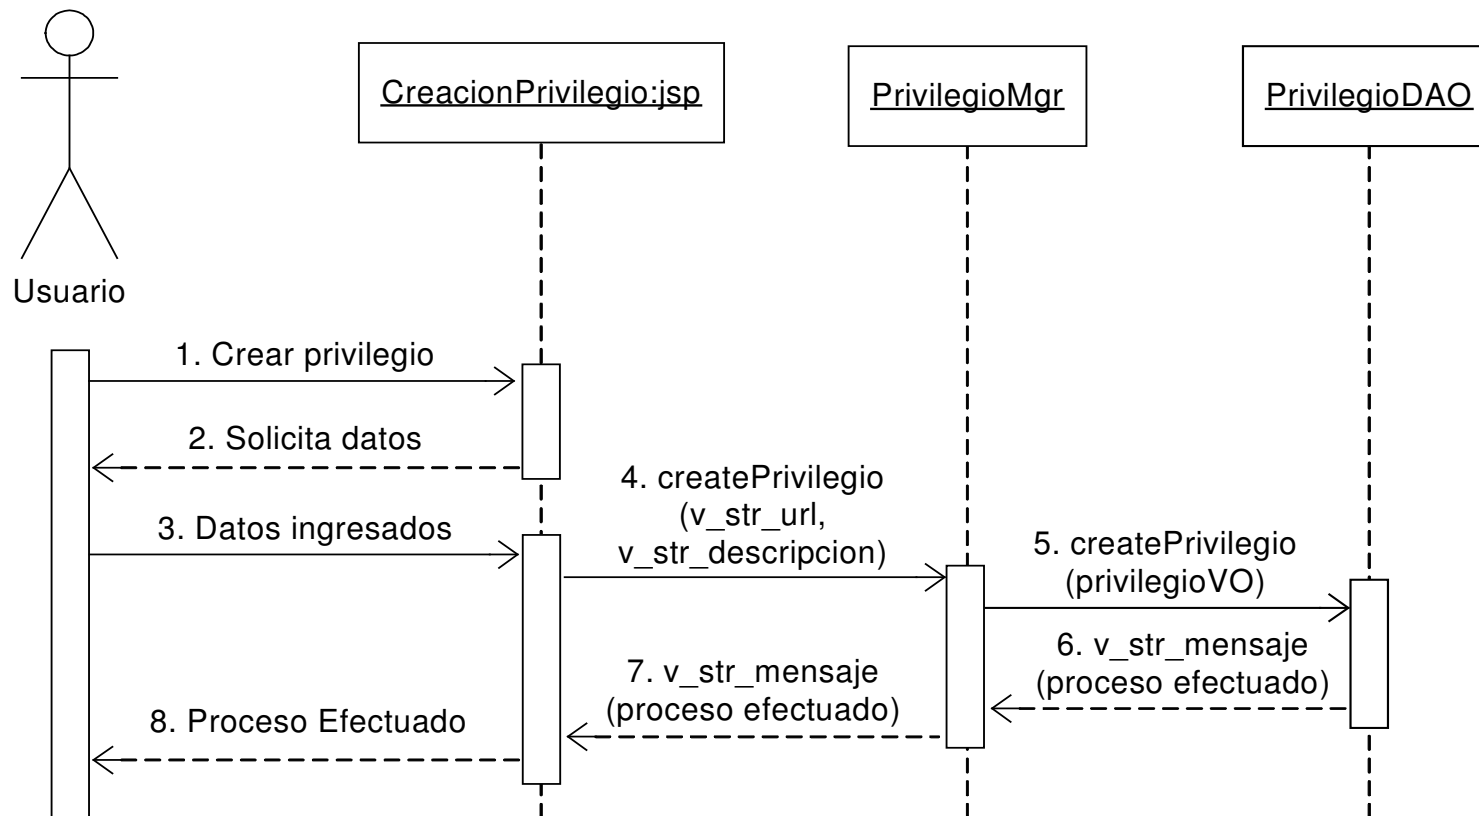 CreacionPrivilegio:jsp
PrivilegioMgr
PrivilegioDAO
Usuario
1. Crear privilegio
2. Solicita datos
3. Datos ingresados
4. createPrivilegio
(v_str_url,
v_str_descripcion)
5. createPrivilegio
(privilegioVO)
6. v_str_mensaje
(proceso efectuado)
7. v_str_mensaje
(proceso efectuado)
8. Proceso Efectuado